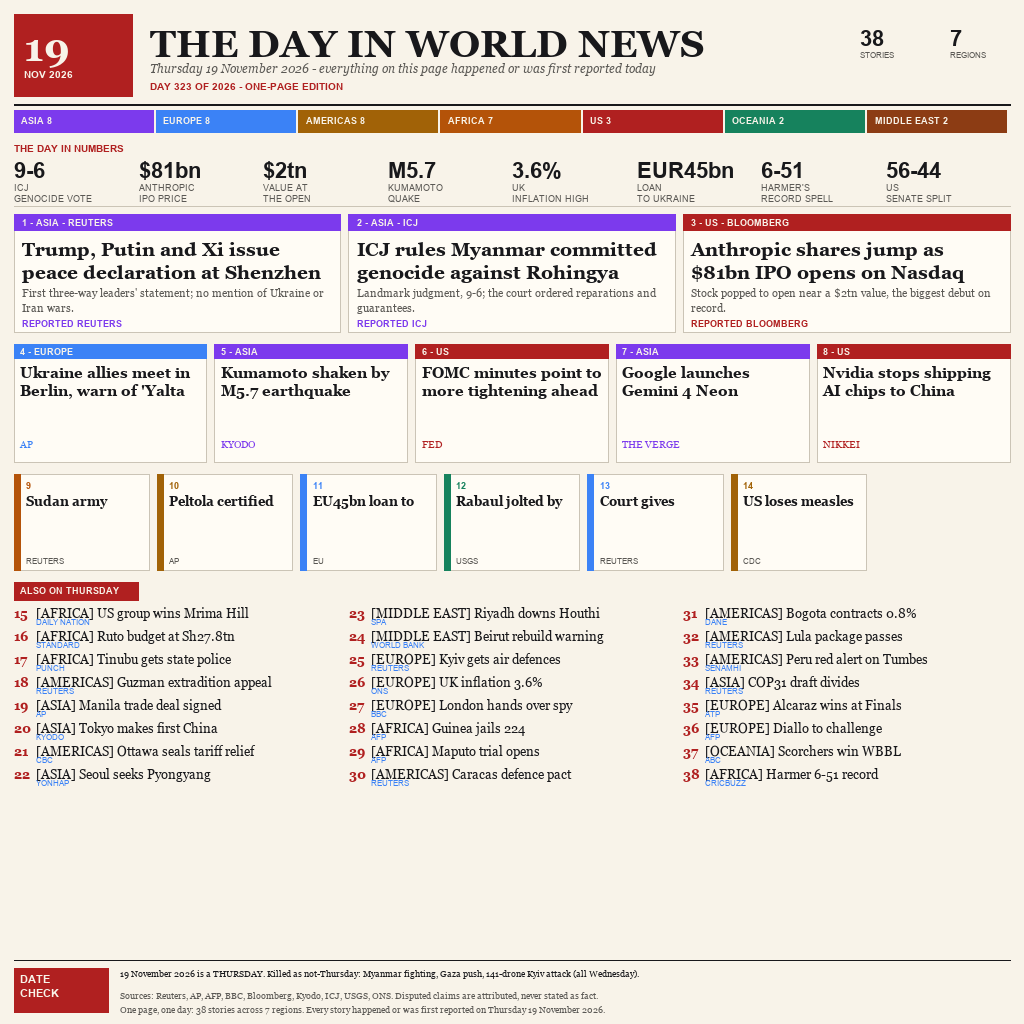 19
NOV 2026
THE DAY IN WORLD NEWS
Thursday 19 November 2026 - everything on this page happened or was first reported today
DAY 323 OF 2026 - ONE-PAGE EDITION
38
STORIES
7
REGIONS
ASIA 8
EUROPE 8
AMERICAS 8
AFRICA 7
US 3
OCEANIA 2
MIDDLE EAST 2
THE DAY IN NUMBERS
9-6
ICJ
GENOCIDE VOTE
$81bn
ANTHROPIC
IPO PRICE
$2tn
VALUE AT
THE OPEN
M5.7
KUMAMOTO
QUAKE
3.6%
UK
INFLATION HIGH
EUR45bn
LOAN
TO UKRAINE
6-51
HARMER'S
RECORD SPELL
56-44
US
SENATE SPLIT
1 - ASIA - REUTERS
Trump, Putin and Xi issue
peace declaration at Shenzhen
First three-way leaders' statement; no mention of Ukraine or
Iran wars.
REPORTED REUTERS
2 - ASIA - ICJ
ICJ rules Myanmar committed
genocide against Rohingya
Landmark judgment, 9-6; the court ordered reparations and
guarantees.
REPORTED ICJ
3 - US - BLOOMBERG
Anthropic shares jump as
$81bn IPO opens on Nasdaq
Stock popped to open near a $2tn value, the biggest debut on
record.
REPORTED BLOOMBERG
4 - EUROPE
Ukraine allies meet in
Berlin, warn of 'Yalta
AP
5 - ASIA
Kumamoto shaken by
M5.7 earthquake
KYODO
6 - US
FOMC minutes point to
more tightening ahead
FED
7 - ASIA
Google launches
Gemini 4 Neon
THE VERGE
8 - US
Nvidia stops shipping
AI chips to China
NIKKEI
9
Sudan army
REUTERS
10
Peltola certified
AP
11
EU45bn loan to
EU
12
Rabaul jolted by
USGS
13
Court gives
REUTERS
14
US loses measles
CDC
ALSO ON THURSDAY
15 [AFRICA] US group wins Mrima Hill
DAILY NATION
16 [AFRICA] Ruto budget at Sh27.8tn
STANDARD
17 [AFRICA] Tinubu gets state police
PUNCH
18 [AMERICAS] Guzman extradition appeal
REUTERS
19 [ASIA] Manila trade deal signed
AP
20 [ASIA] Tokyo makes first China
KYODO
21 [AMERICAS] Ottawa seals tariff relief
CBC
22 [ASIA] Seoul seeks Pyongyang
YONHAP
23 [MIDDLE EAST] Riyadh downs Houthi
SPA
24 [MIDDLE EAST] Beirut rebuild warning
WORLD BANK
25 [EUROPE] Kyiv gets air defences
REUTERS
26 [EUROPE] UK inflation 3.6%
ONS
27 [EUROPE] London hands over spy
BBC
28 [AFRICA] Guinea jails 224
AFP
29 [AFRICA] Maputo trial opens
AFP
30 [AMERICAS] Caracas defence pact
REUTERS
31 [AMERICAS] Bogota contracts 0.8%
DANE
32 [AMERICAS] Lula package passes
REUTERS
33 [AMERICAS] Peru red alert on Tumbes
SENAMHI
34 [ASIA] COP31 draft divides
REUTERS
35 [EUROPE] Alcaraz wins at Finals
ATP
36 [EUROPE] Diallo to challenge
AFP
37 [OCEANIA] Scorchers win WBBL
ABC
38 [AFRICA] Harmer 6-51 record
CRICBUZZ
DATE
CHECK
19 November 2026 is a THURSDAY. Killed as not-Thursday: Myanmar fighting, Gaza push, 141-drone Kyiv attack (all Wednesday).
Sources: Reuters, AP, AFP, BBC, Bloomberg, Kyodo, ICJ, USGS, ONS. Disputed claims are attributed, never stated as fact.
One page, one day: 38 stories across 7 regions. Every story happened or was first reported on Thursday 19 November 2026.